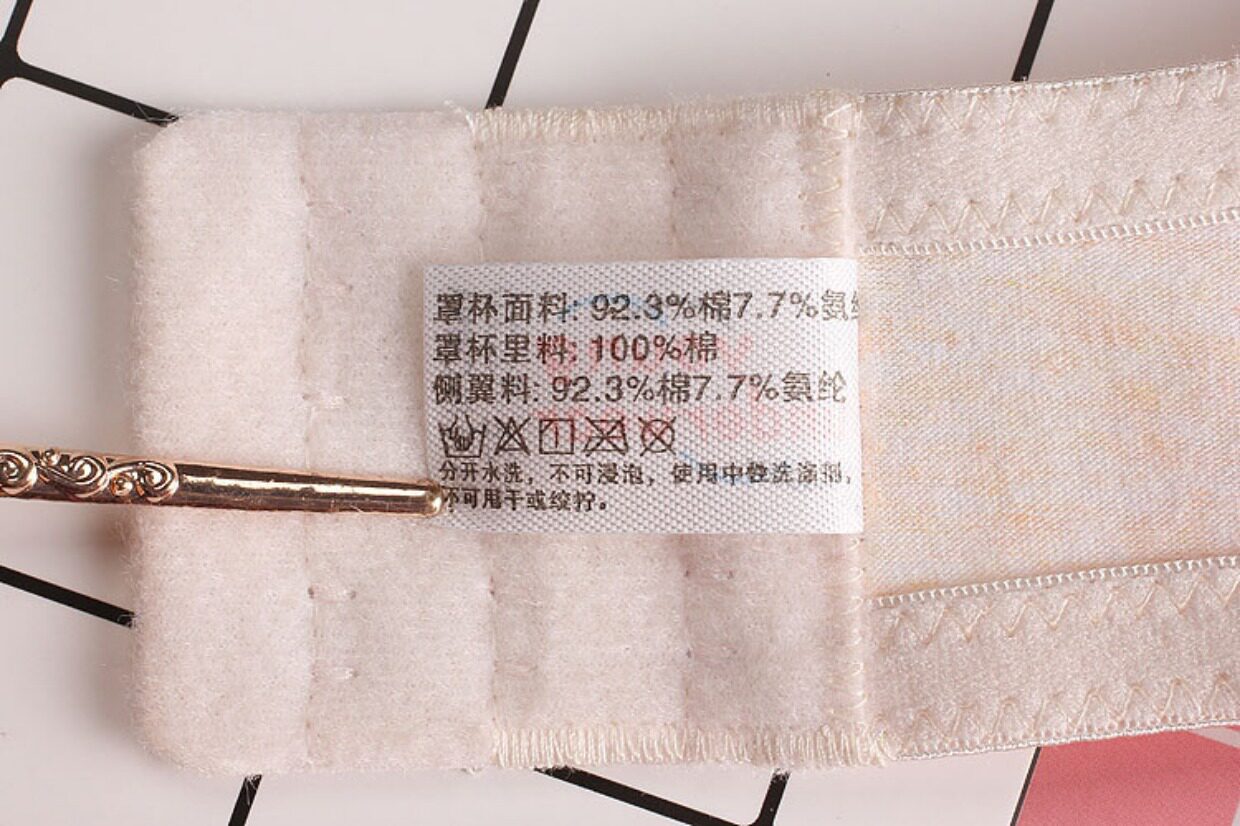 罩杯面料: 92.3%棉7.7%氨纶
罩杯里料: 100%棉
侧翼料: 92.3%棉7.7%氨纶
分开水洗，不可浸泡，使用中性洗涤剂，
不可甩干或绞拧。